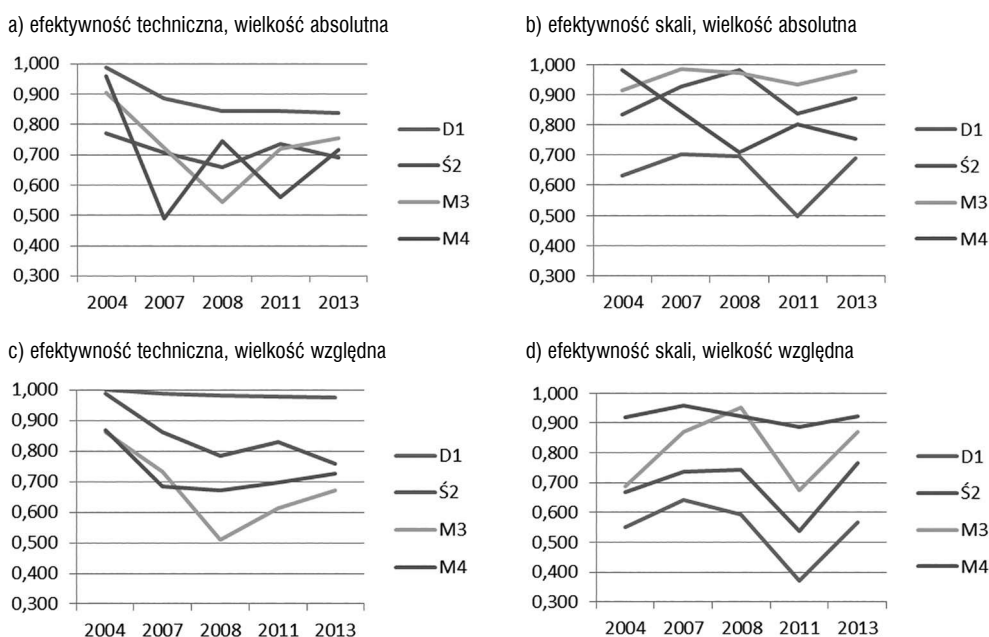 a) efektywność techniczna, wielkość absolutna
1,000
0,900
0,800
0,700
0,600
0,500
0,400
0,300
2004 2007 2008 2011 2013
D1
Ś2
M3
M4
b) efektywność skali, wielkość absolutna
1,000
0,900
0,800
0,700
0,600
0,500
0,400
0,300
2004 2007 2008 2011 2013
D1
Ś2
M3
M4
c) efektywność techniczna, wielkość względna
1,000
0,900
0,800
0,700
0,600
0,500
0,400
0,300
2004 2007 2008 2011 2013
D1
Ś2
M3
M4
d) efektywność skali, wielkość względna
1,000
0,900
0,800
0,700
0,600
0,500
0,400
0,300
2004 2007 2008 2011 2013
D1
Ś2
M3
M4